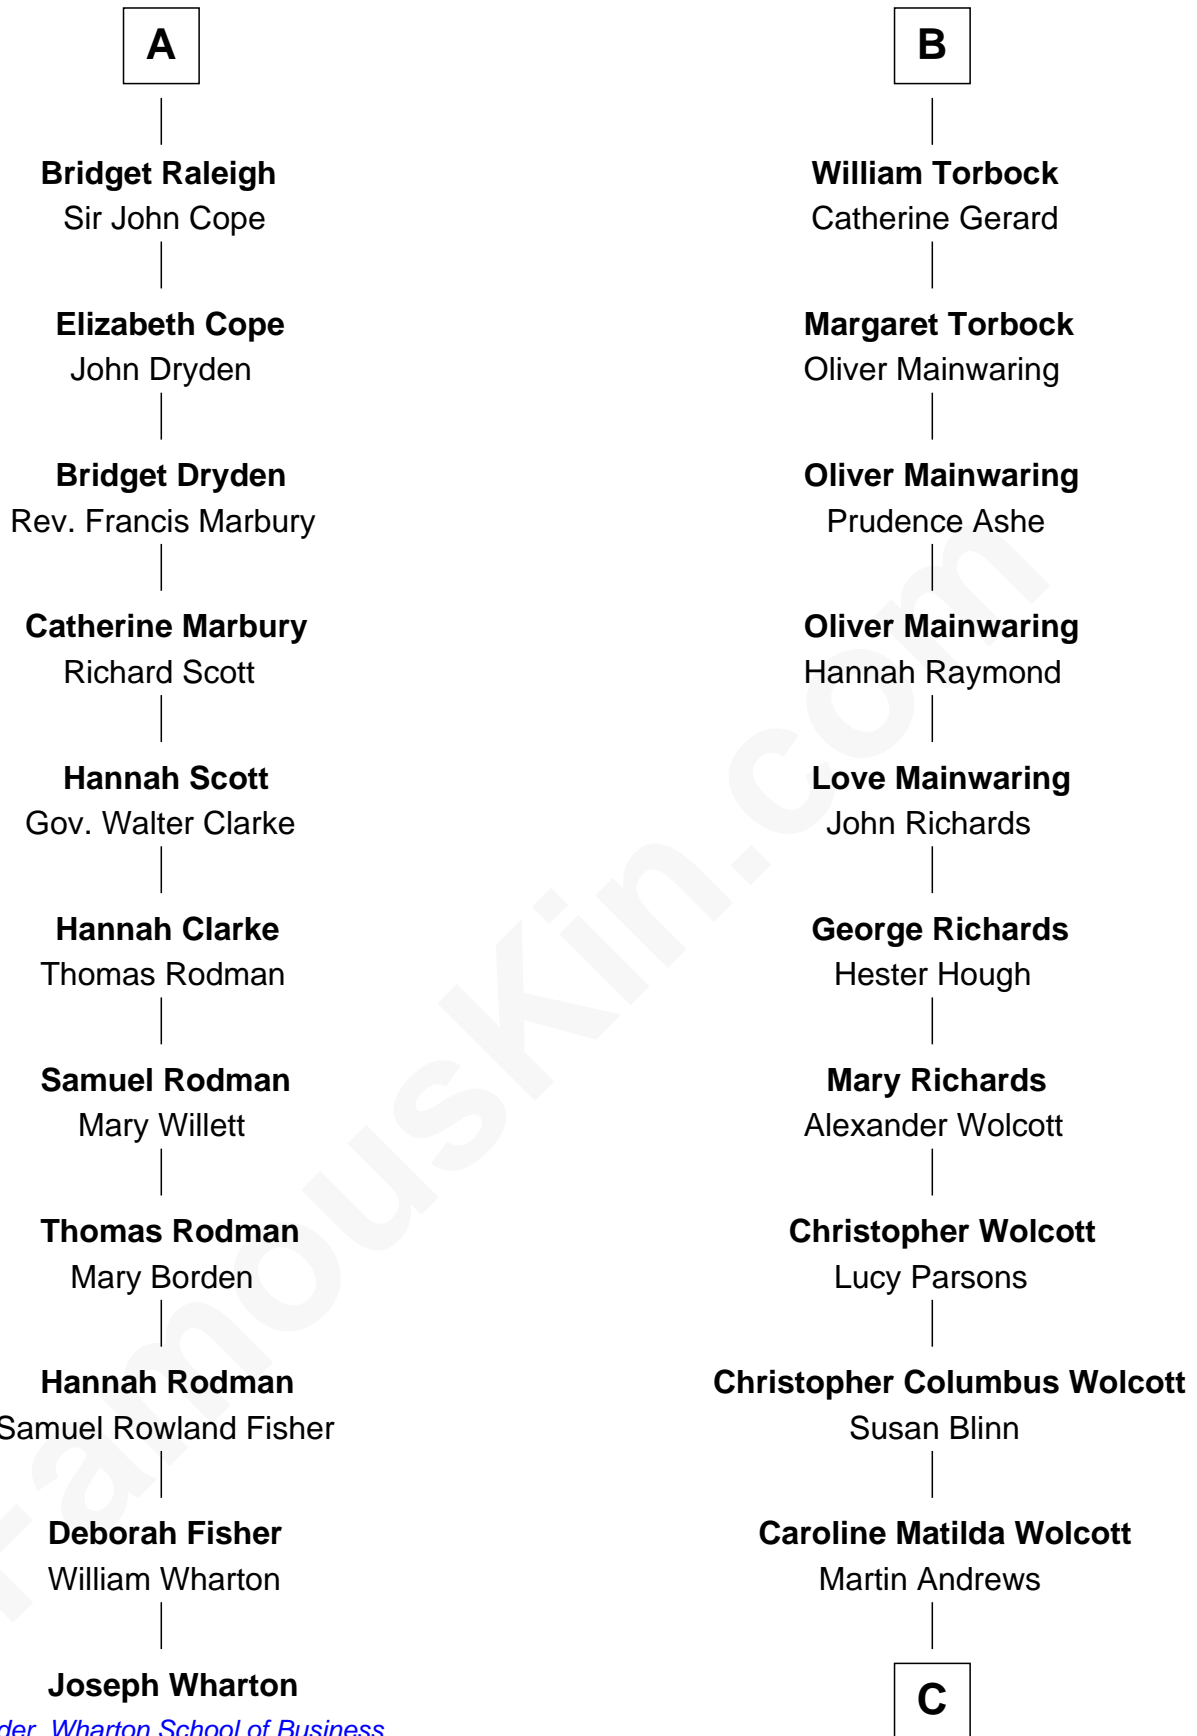 A
Bridget Raleigh
Sir John Cope
Elizabeth Cope
John Dryden
Bridget Dryden
Rev. Francis Marbury
Catherine Marbury
Richard Scott
Hannah Scott
Gov. Walter Clarke
Hannah Clarke
Thomas Rodman
Samuel Rodman
Mary Willett
Thomas Rodman
Mary Borden
Hannah Rodman
Samuel Rowland Fisher
Deborah Fisher
William Wharton
Joseph Wharton
Wharton School of Business
B
William Torbock
Catherine Gerard
Margaret Torbock
Oliver Mainwaring
Oliver Mainwaring
Prudence Ashe
Oliver Mainwaring
Hannah Raymond
Love Mainwaring
John Richards
George Richards
Hester Hough
Mary Richards
Alexander Wolcott
Christopher Wolcott
Lucy Parsons
Christopher Columbus Wolcott
Susan Blinn
Caroline Matilda Wolcott
Martin Andrews
C
FamousKin.com